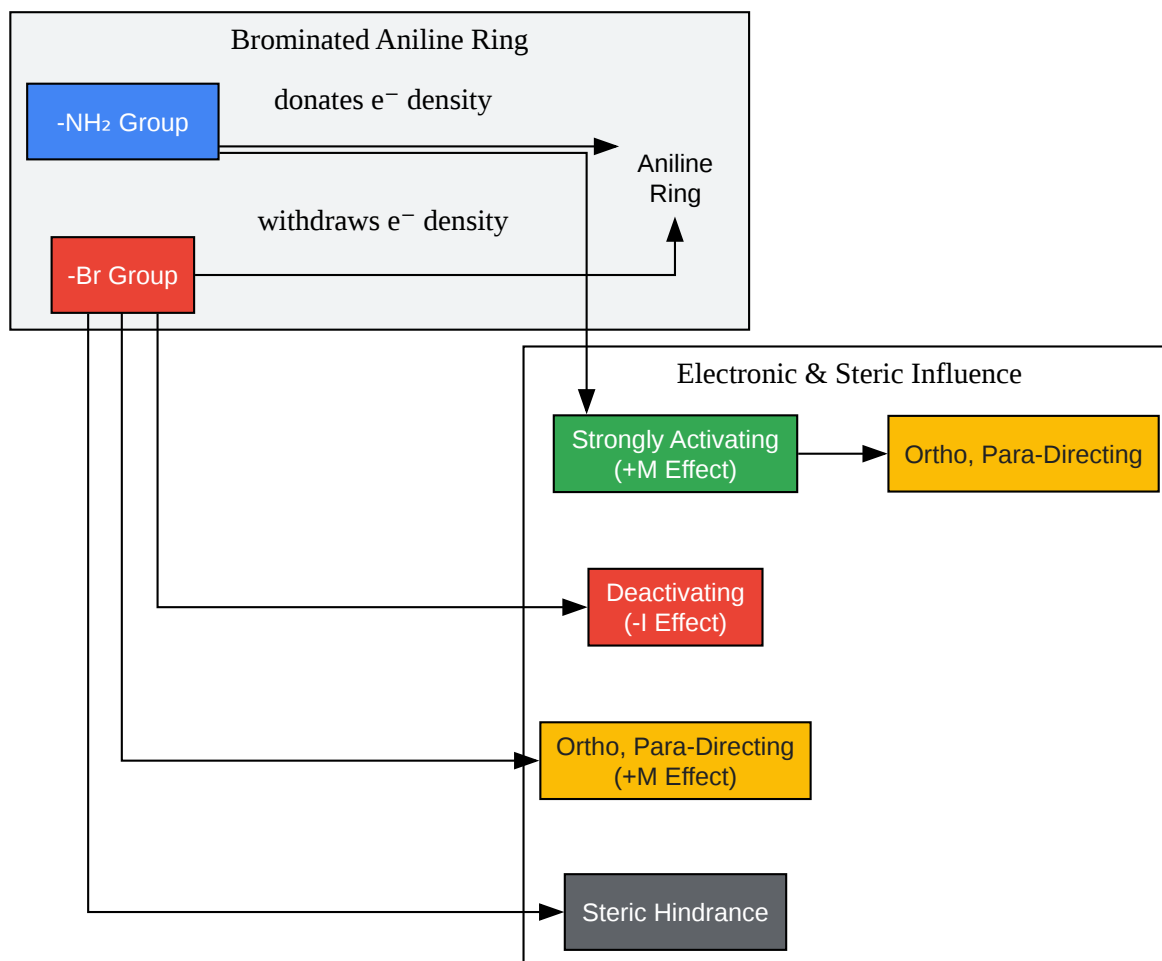 Brominated Aniline Ring
-NH₂ Group
donates e⁻ density
Aniline
Ring
withdraws e⁻ density
-Br Group
Electronic & Steric Influence
Strongly Activating
(+M Effect)
Ortho, Para-Directing
Deactivating
(-I Effect)
Ortho, Para-Directing
(+M Effect)
Steric Hindrance